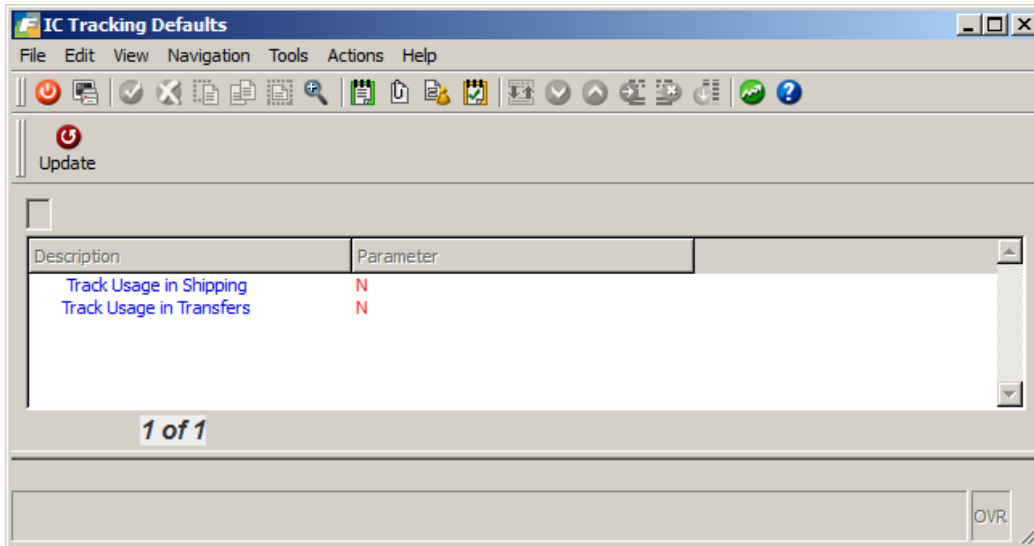 IC Tracking Defaults
File Edit View Navigation Tools Actions Help
Update
Description Parameter
Track Usage in Shipping N
Track Usage in Transfers N
1 of 1
OVR